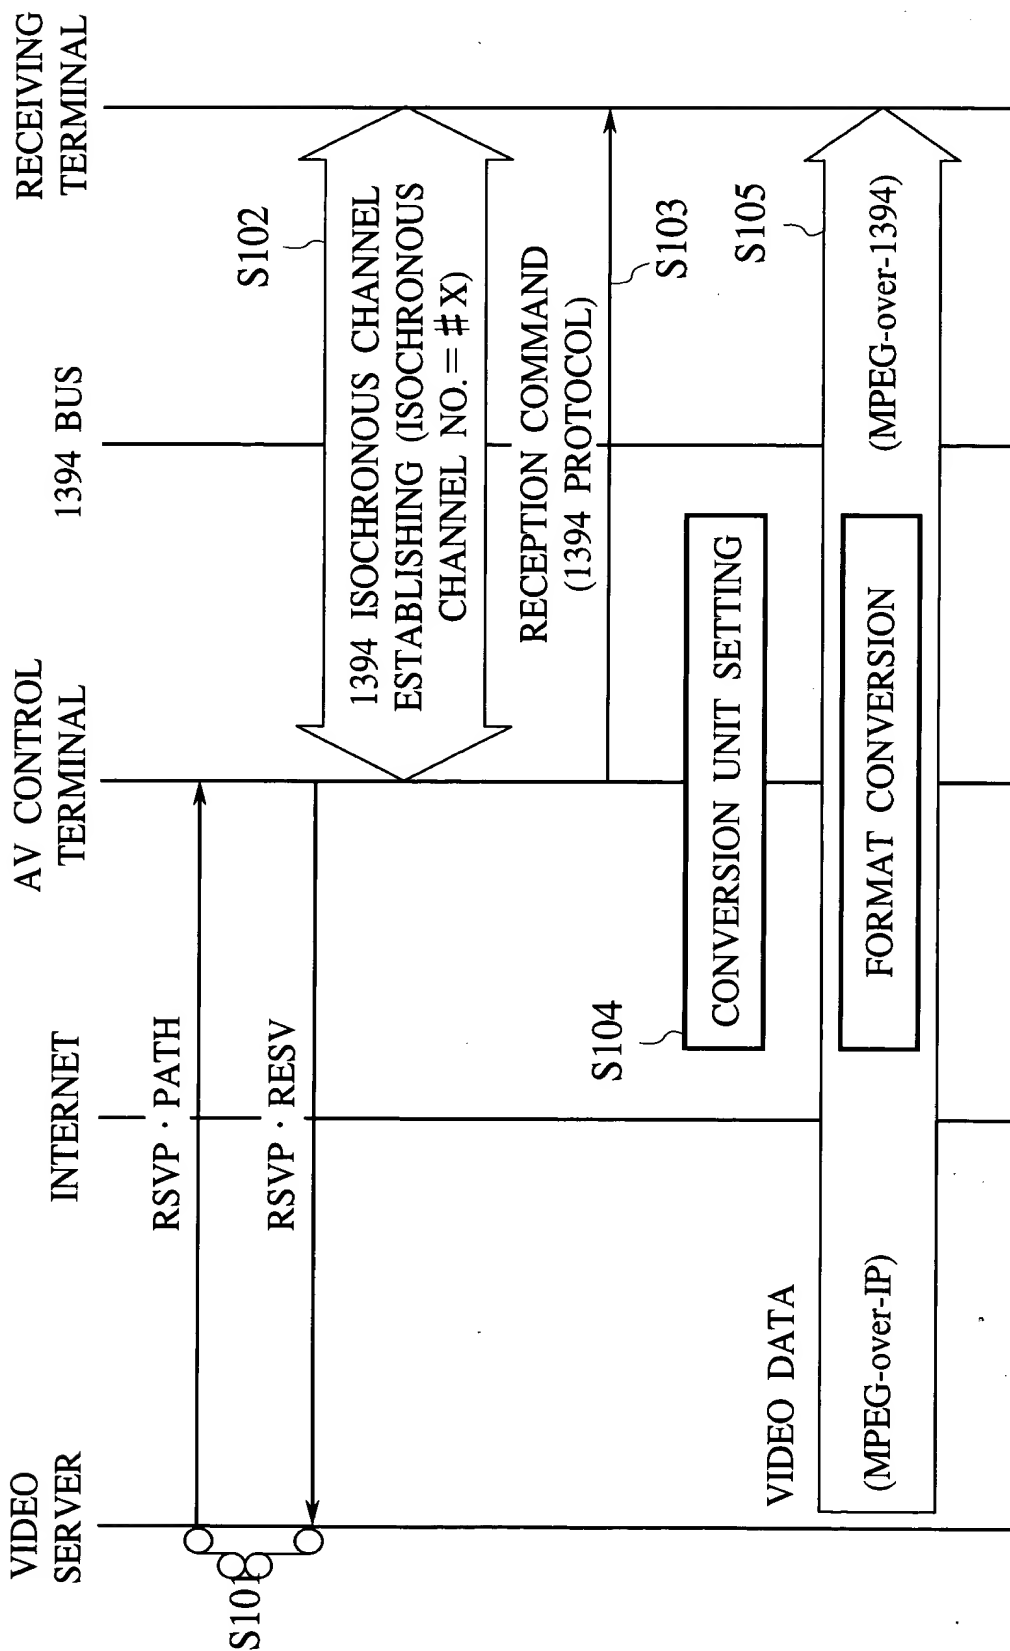 VIDEO
SERVER
INTERNET
AV CONTROL
TERMINAL
1394 BUS
RECEIVING
TERMINAL
S101
RSVP · PATH
RSVP · RESV
S102
1394 ISOCHRONOUS CHANNEL
ESTABLISHING (ISOCHRONOUS
CHANNEL NO. = #X)
RECEPTION COMMAND
(1394 PROTOCOL)
S103
S104
CONVERSION UNIT SETTING
S105
VIDEO DATA
(MPEG-over-IP)
FORMAT CONVERSION
(MPEG-over-1394)